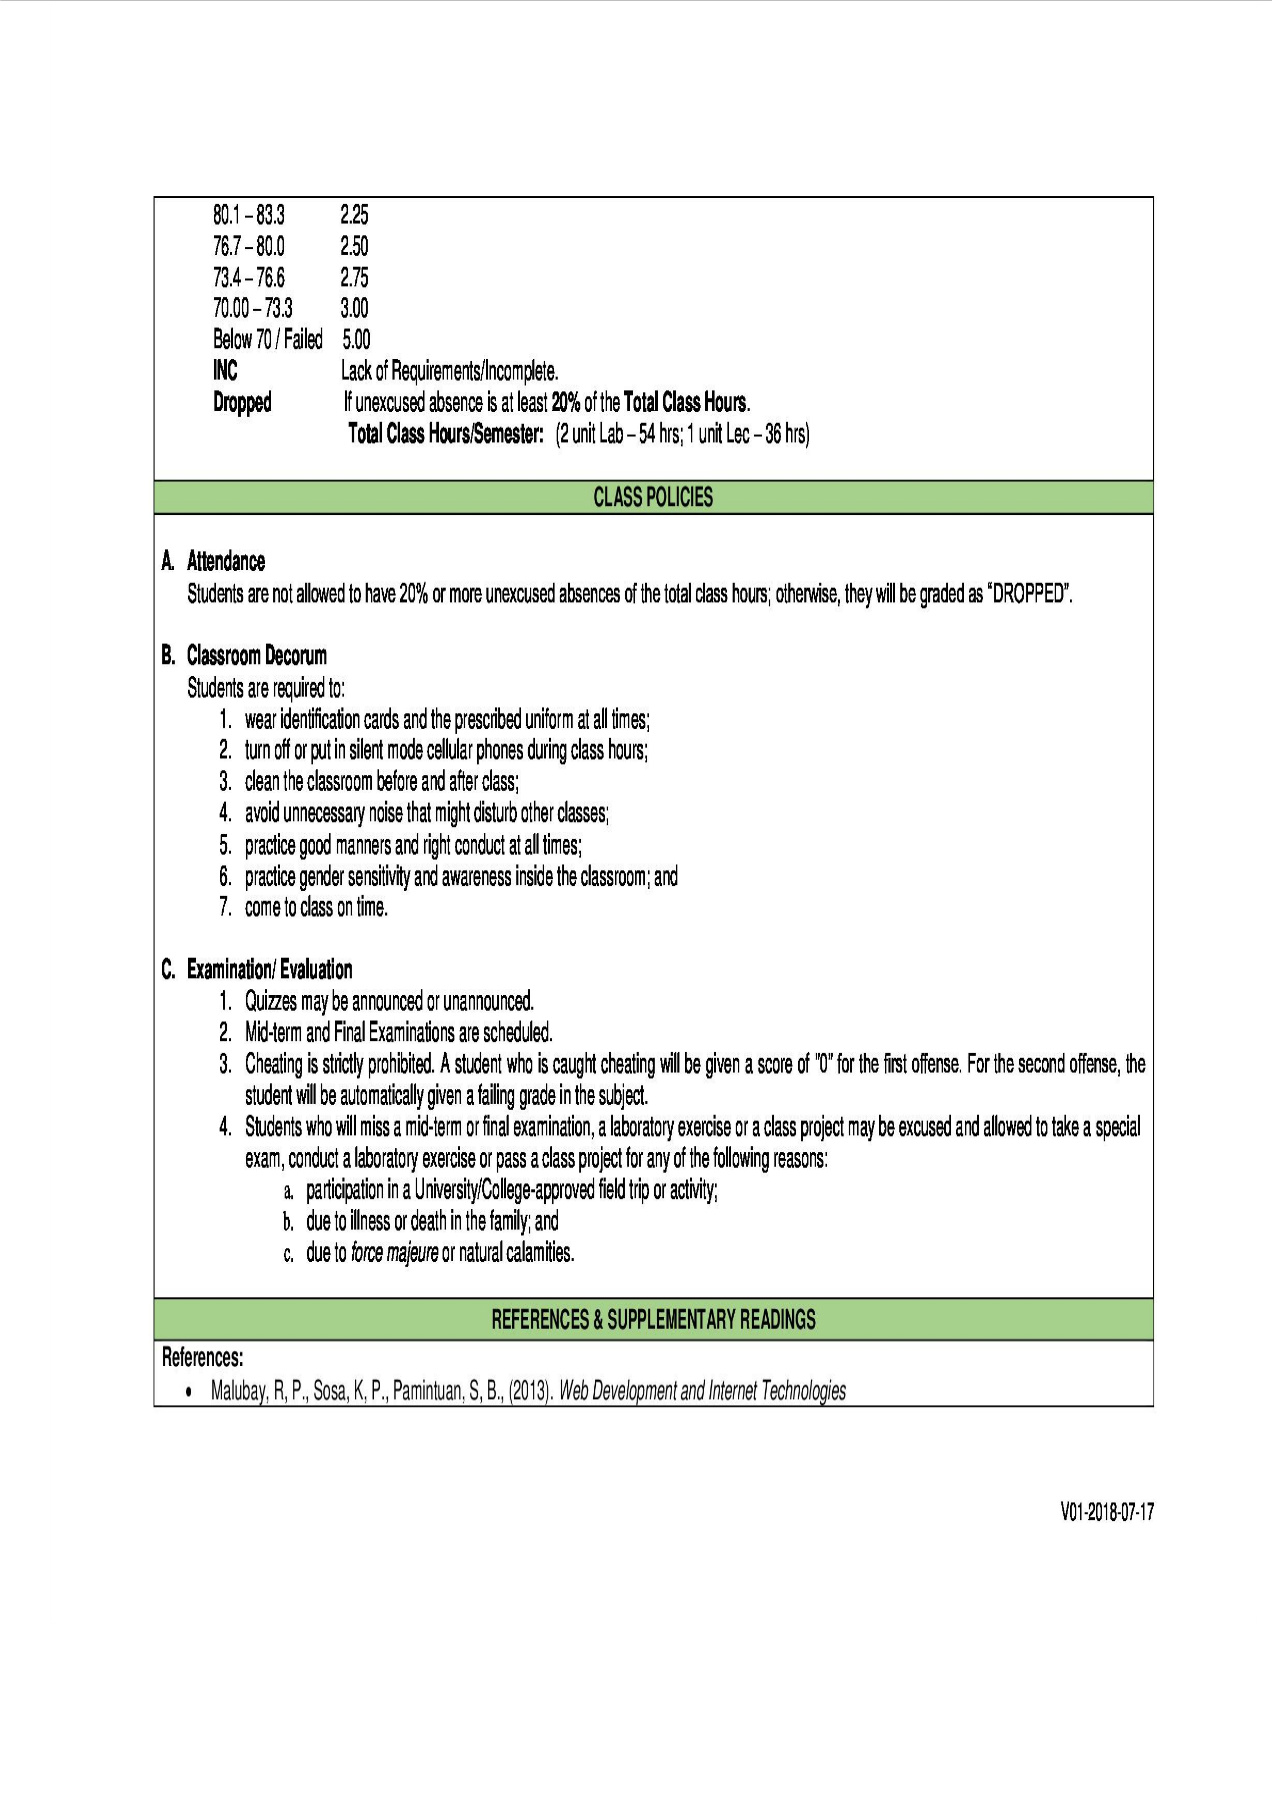 80.1 – 83.3 2.25
76.7 – 80.0 2.50
73.4 – 76.6 2.75
70.00 – 73.3 3.00
Below 70 / Failed 5.00
INC Lack of Requirements/Incomplete.
Dropped If unexcused absence is at least 20% of the Total Class Hours.
Total Class Hours/Semester: (2 unit Lab – 54 hrs; 1 unit Lec – 36 hrs)
CLASS POLICIES
A. Attendance
Students are not allowed to have 20% or more unexcused absences of the total class hours; otherwise, they will be graded as “DROPPED”.
B. Classroom Decorum
Students are required to:
1. wear identification cards and the prescribed uniform at all times;
2. turn off or put in silent mode cellular phones during class hours;
3. clean the classroom before and after class;
4. avoid unnecessary noise that might disturb other classes;
5. practice good manners and right conduct at all times;
6. practice gender sensitivity and awareness inside the classroom; and
7. come to class on time.
C. Examination/ Evaluation
1. Quizzes may be announced or unannounced.
2. Mid-term and Final Examinations are scheduled.
3. Cheating is strictly prohibited. A student who is caught cheating will be given a score of "0" for the first offense. For the second offense, the
student will be automatically given a failing grade in the subject.
4. Students who will miss a mid-term or final examination, a laboratory exercise or a class project may be excused and allowed to take a special
exam, conduct a laboratory exercise or pass a class project for any of the following reasons:
a. participation in a University/College-approved field trip or activity;
b. due to illness or death in the family; and
c. due to force majeure or natural calamities.
REFERENCES & SUPPLEMENTARY READINGS
References:
• Malubay, R, P., Sosa, K, P., Pamintuan, S, B., (2013). Web Development and Internet Technologies
V01-2018-07-17